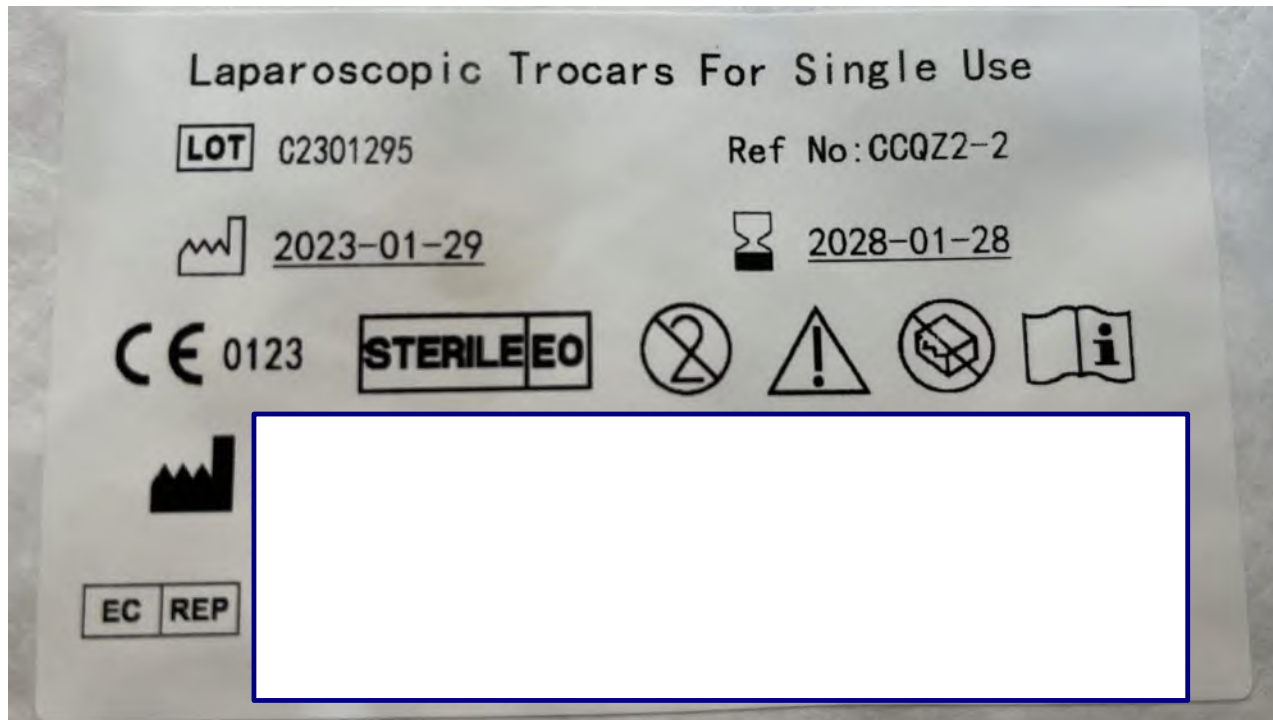 Laparoscopic Trocars For Single Use
LOT C2301295 Ref No:CCQZ2-2
2023-01-29 2028-01-28
CE 0123 STERILE EO 2 ! i
EC REP